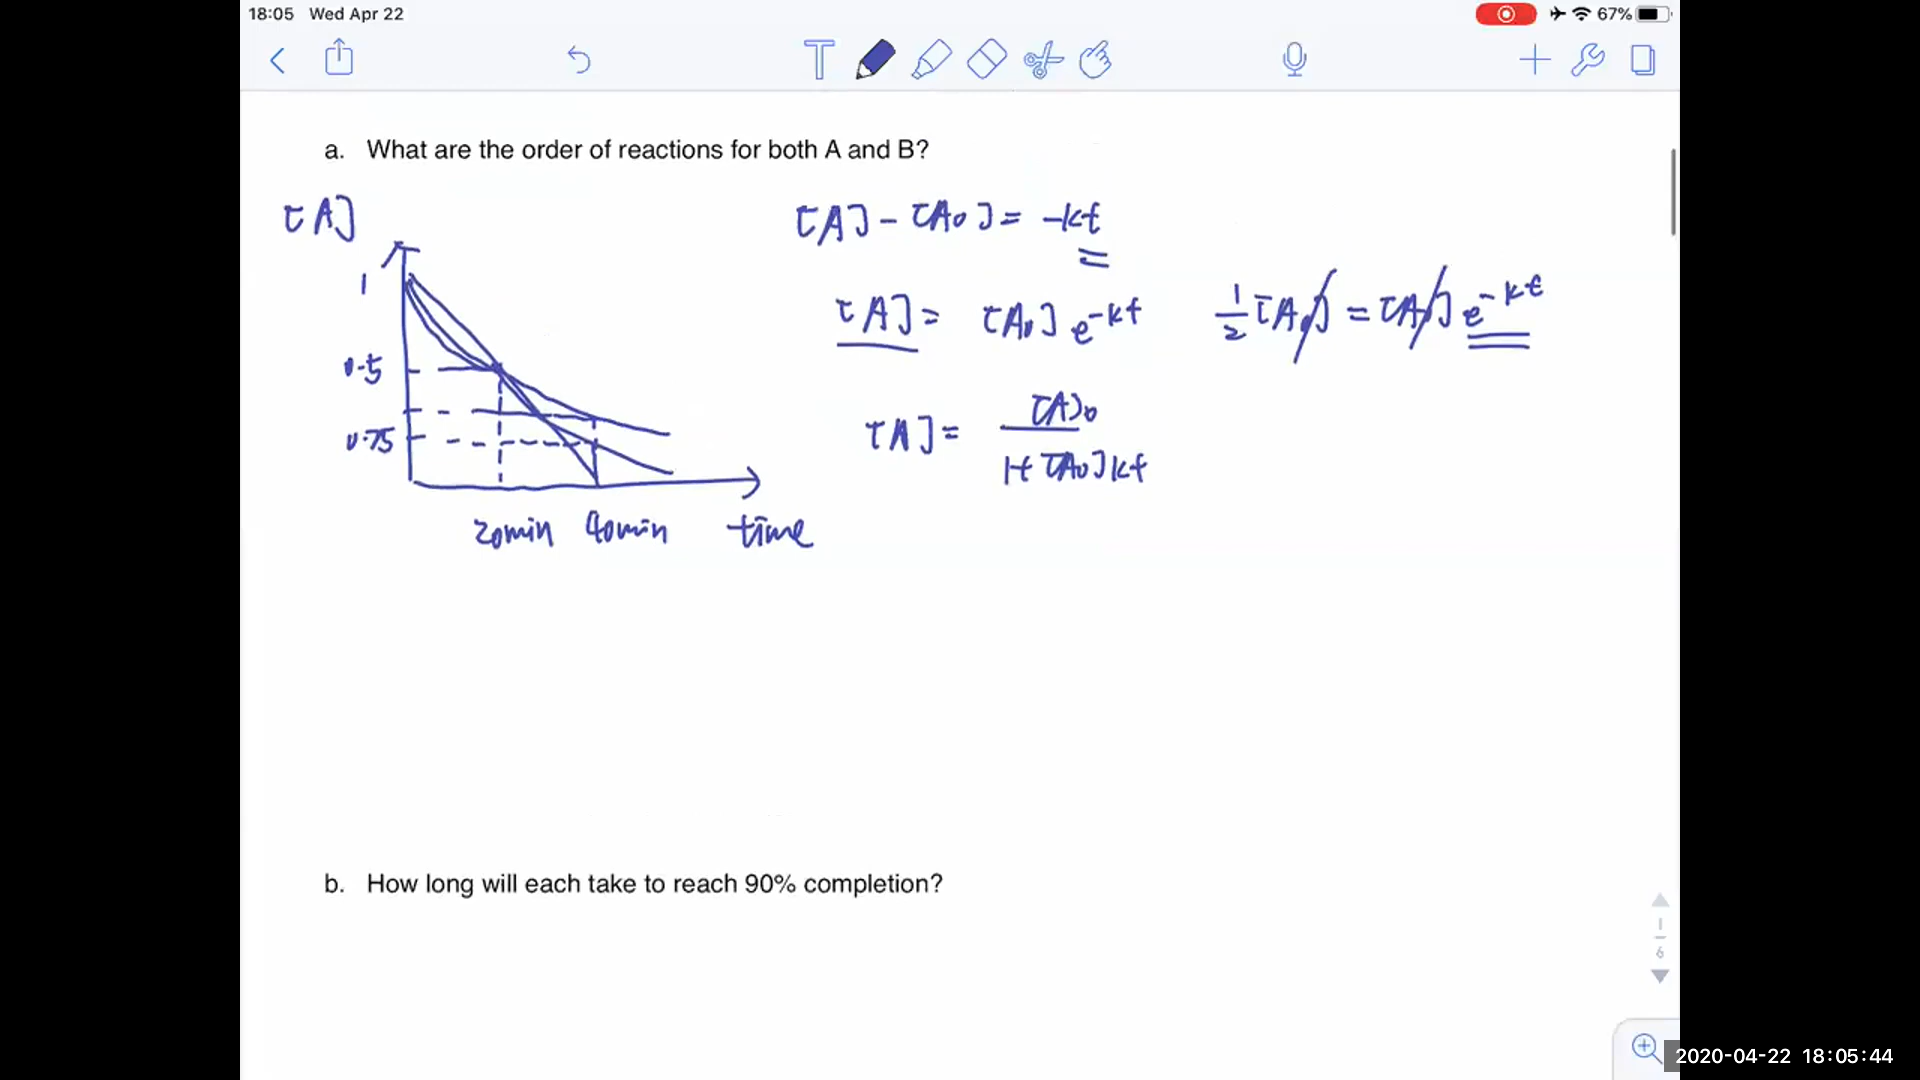 18:05 Wed Apr 22 67%
a. What are the order of reactions for both A and B?
[A]
[A] - [A₀] = -kt
1
[A] = [A₀] e^-kt
1/2 [A₀] = [A₀] e^-kt
0.5
[A] = [A]₀ / 1+[A₀]kt
0.75
20min 40min time
b. How long will each take to reach 90% completion?
1
6
2020-04-22 18:05:44